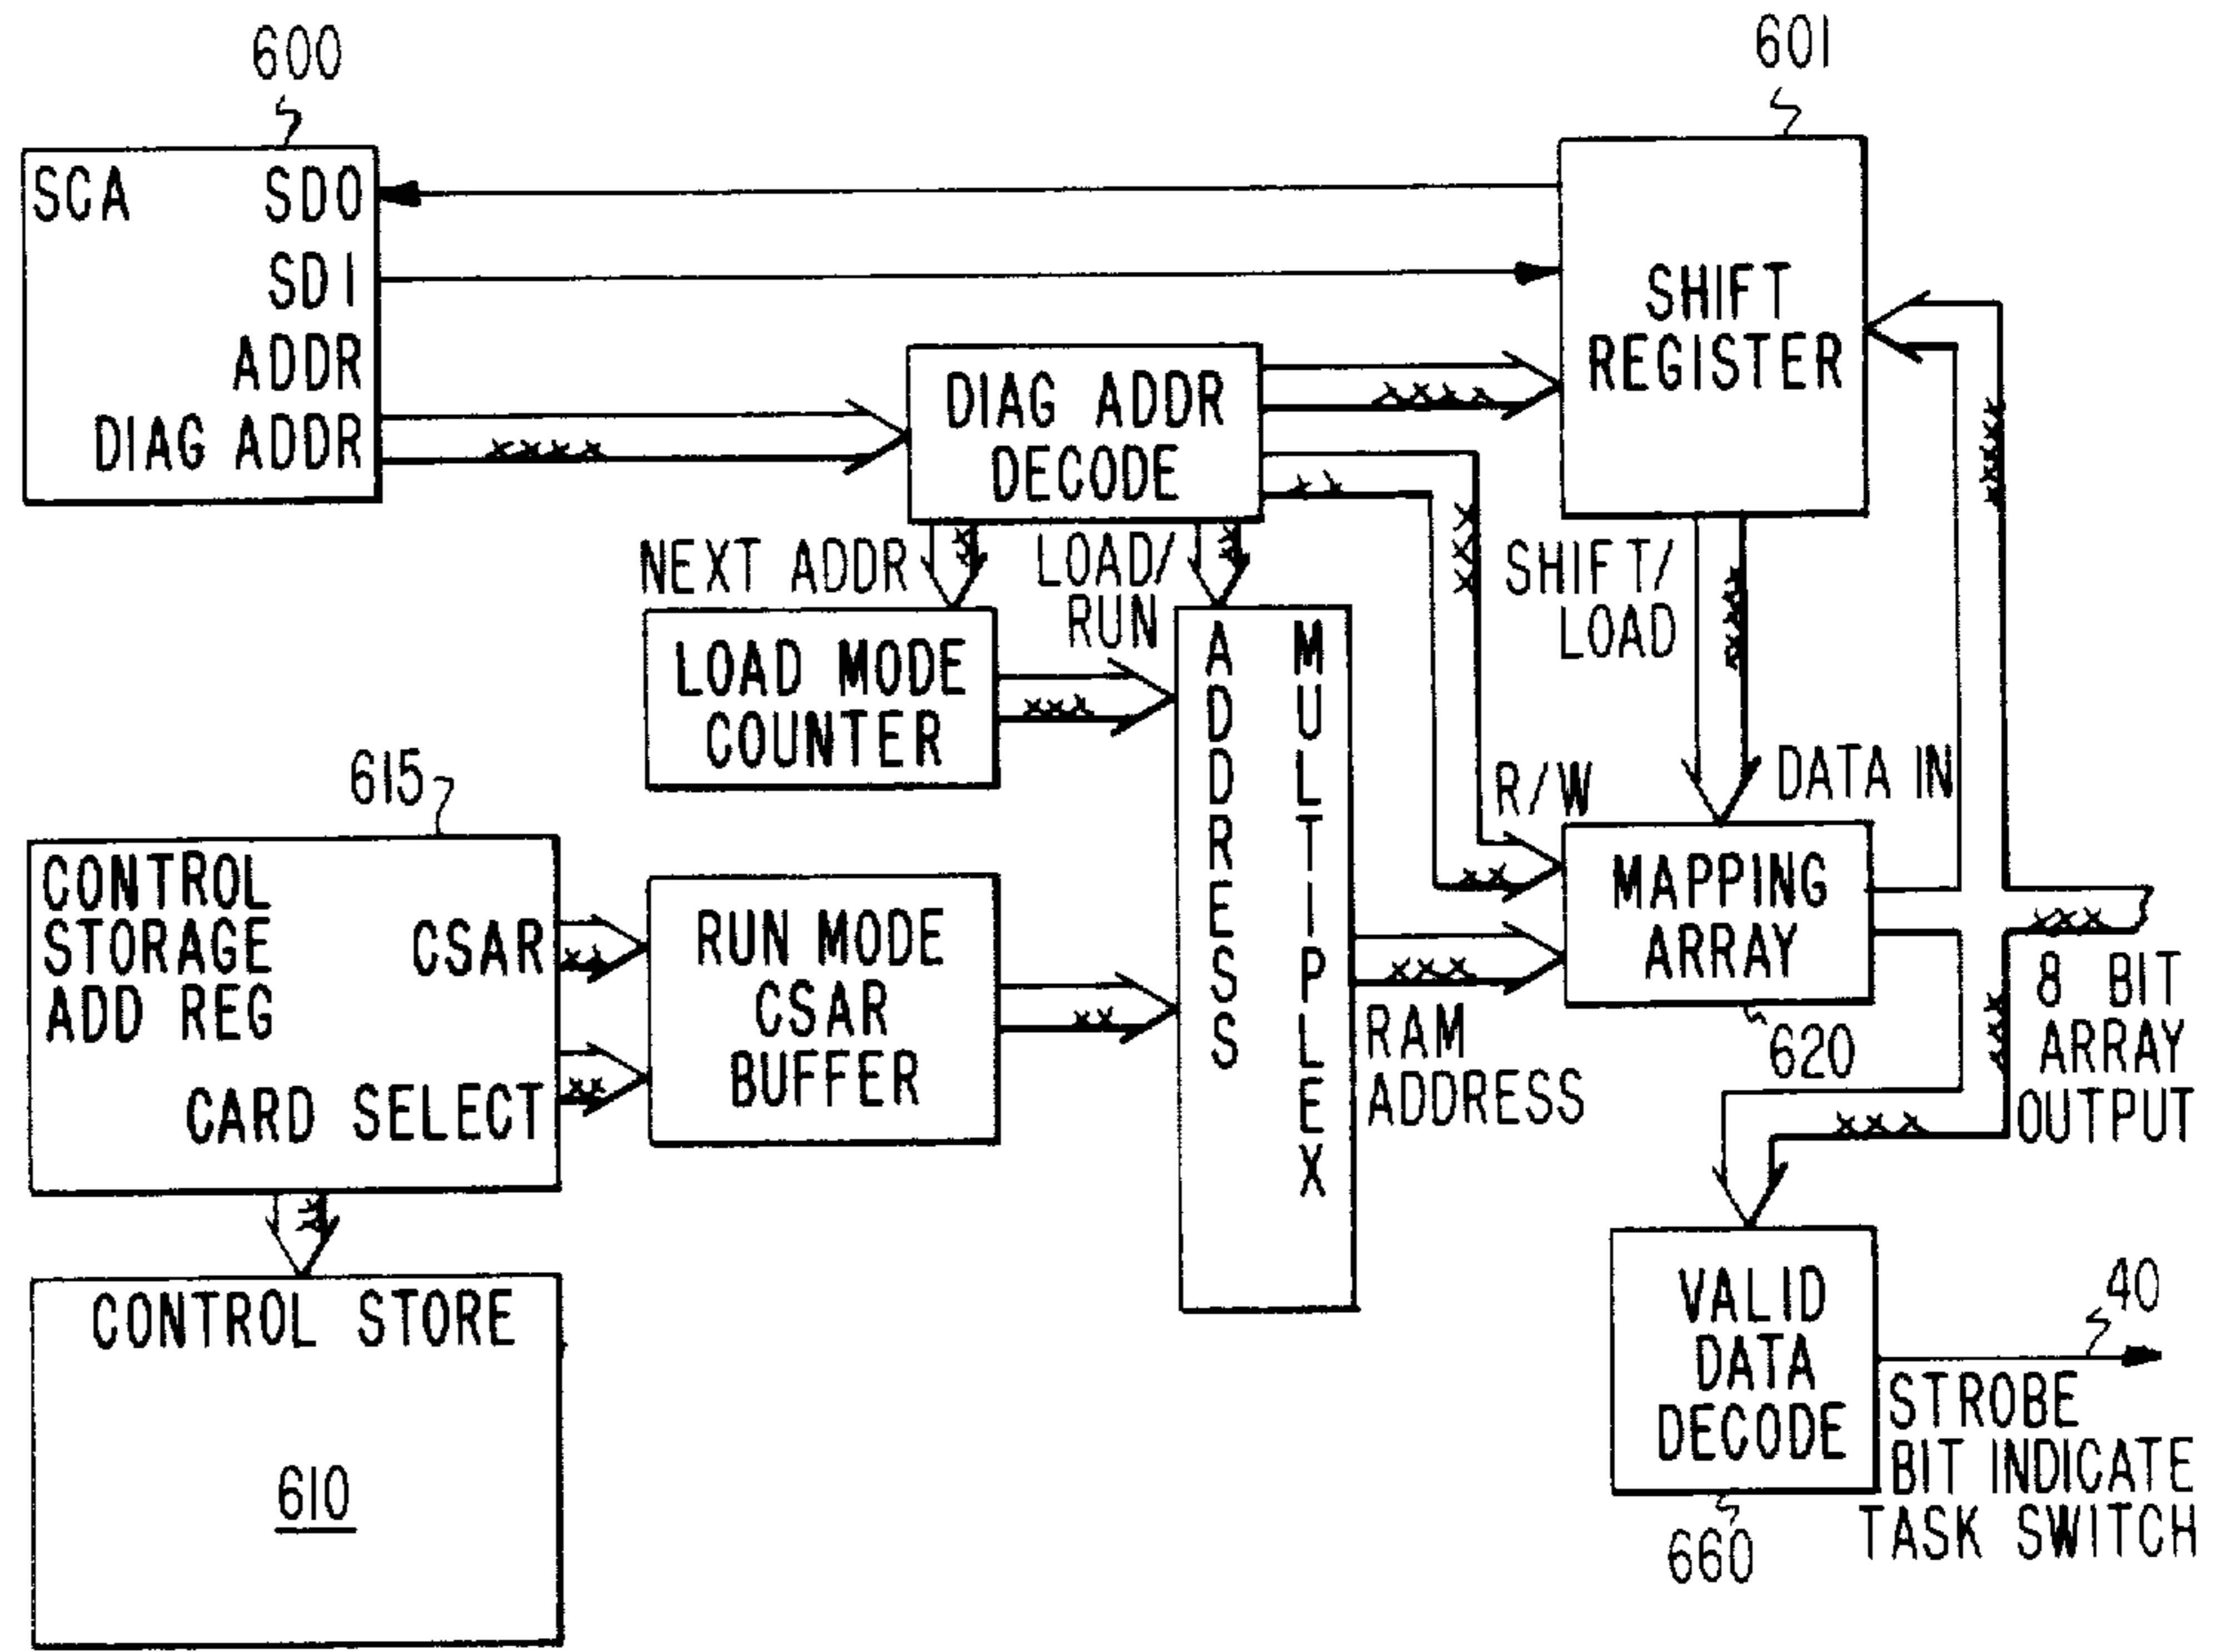 600
601
SCA SDO
SDI
ADDR
DIAG ADDR
DIAG ADDR
DECODE
SHIFT
REGISTER
NEXT ADDR
LOAD/
RUN
SHIFT/
LOAD
LOAD MODE
COUNTER
ADDRESS
MULTIPLEX
R/W
DATA IN
615
CONTROL
STORAGE
ADD REG
CSAR
CARD SELECT
RUN MODE
CSAR
BUFFER
MAPPING
ARRAY
620
RAM
ADDRESS
8 BIT
ARRAY
OUTPUT
CONTROL STORE
610
VALID
DATA
DECODE
660
40
STROBE
BIT INDICATE
TASK SWITCH